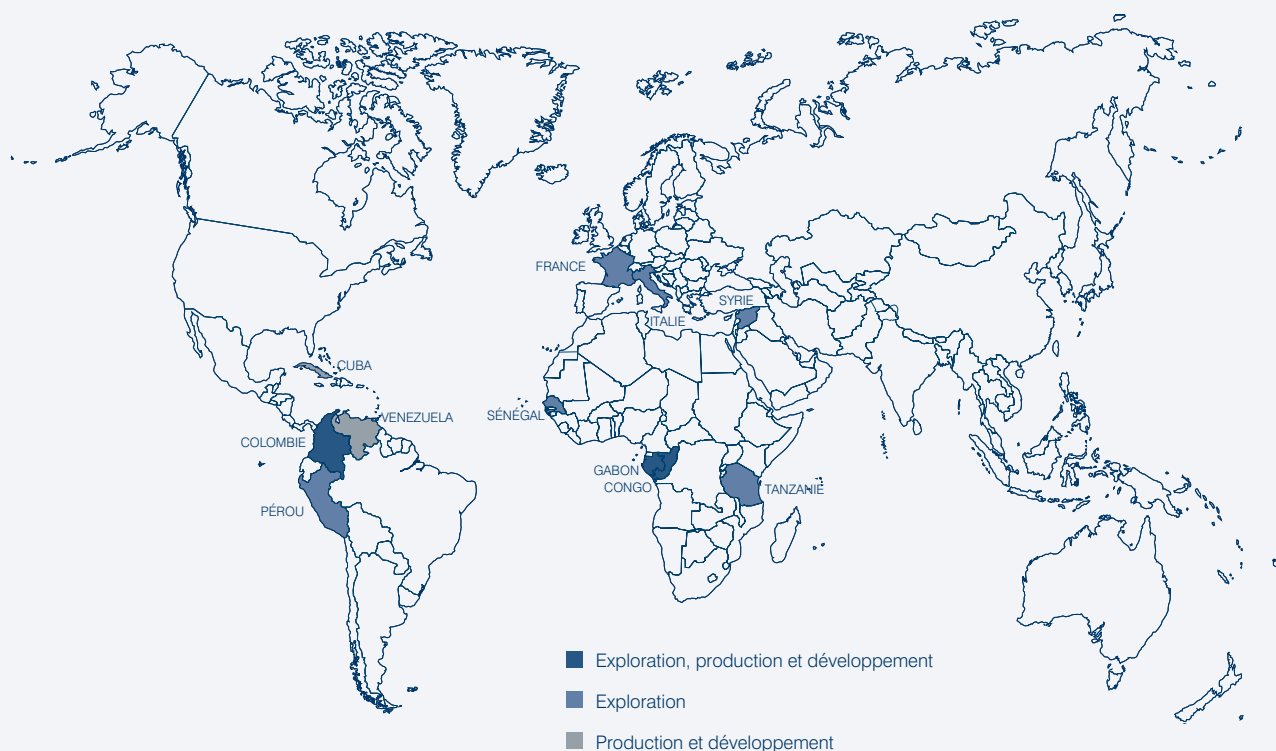 FRANCE
SYRIE
ITALIE
CUBA
VENEZUELA
SÉNÉGAL
COLOMBIE
GABON
CONGO
TANZANIE
PÉROU
Exploration, production et développement
Exploration
Production et développement